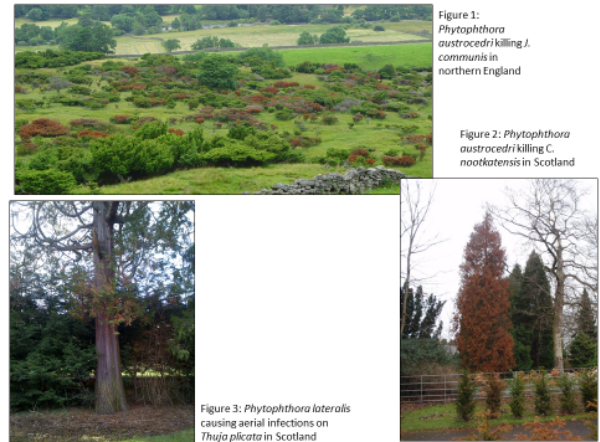 Figure 1:
Phytophthora
austrocedri killing J.
communis in
northern England
Figure 2: Phytophthora
austrocedri killing C.
nootkatensis in Scotland
Figure 3: Phytophthora lateralis
causing aerial infections on
Thuja plicata in Scotland